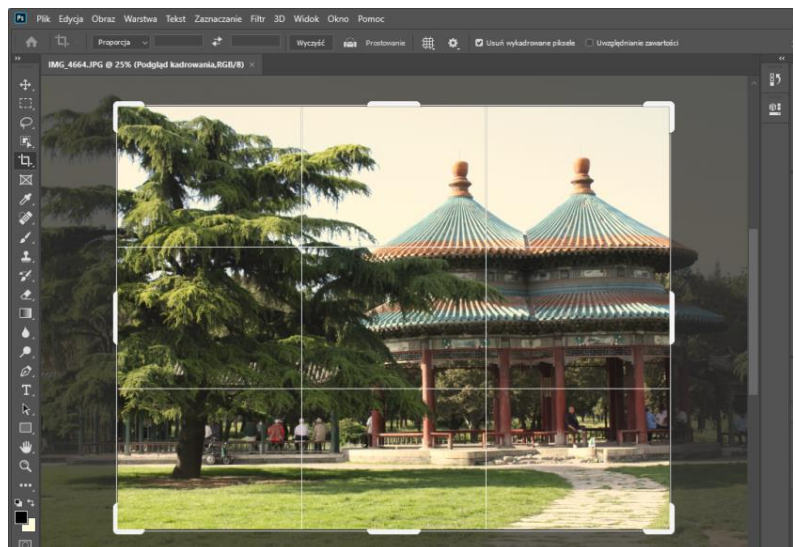 Ps Plik Edycja Obraz Warstwa Tekst Zaznaczanie Filtr 3D Widok Okno Pomoc
Proporcja Wyczyść Prostowanie Usuń wykadrowane piksele Uwzględnianie zawartości
IMG_4664.JPG @ 25% (Podgląd kadrowania,RGB/8) ×